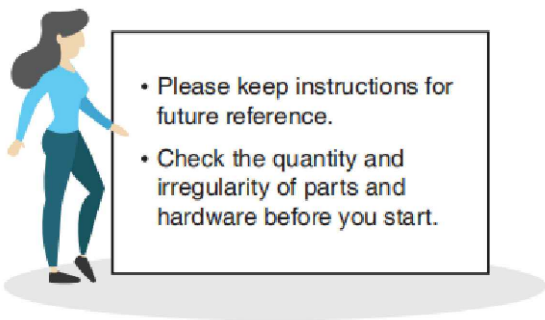 • Please keep instructions for
future reference.
• Check the quantity and
irregularity of parts and
hardware before you start.